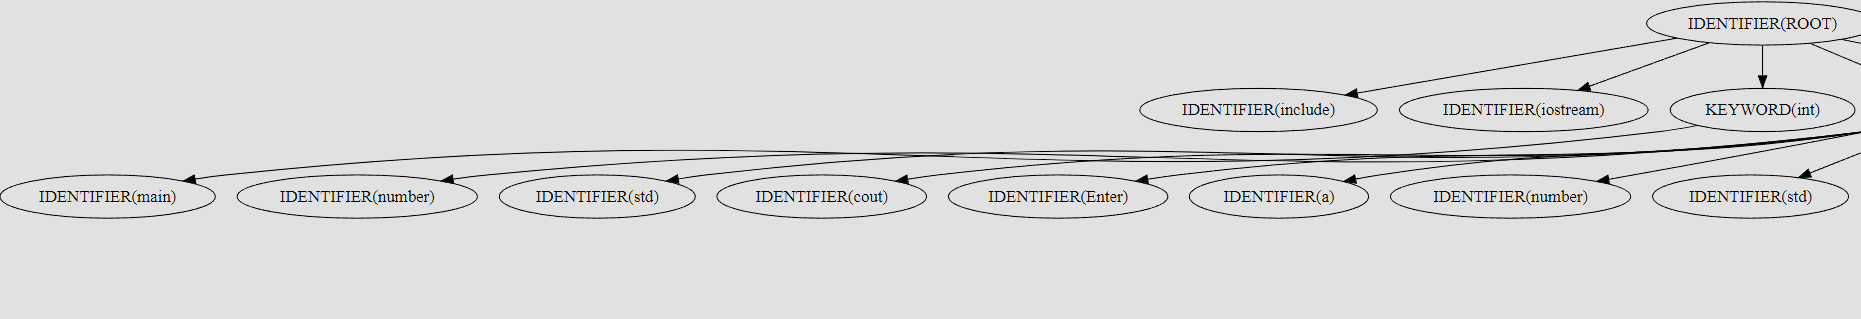 IDENTIFIER(ROOT)
IDENTIFIER(include) IDENTIFIER(iostream) KEYWORD(int)
IDENTIFIER(main) IDENTIFIER(number) IDENTIFIER(std) IDENTIFIER(cout) IDENTIFIER(Enter) IDENTIFIER(a) IDENTIFIER(number) IDENTIFIER(std)